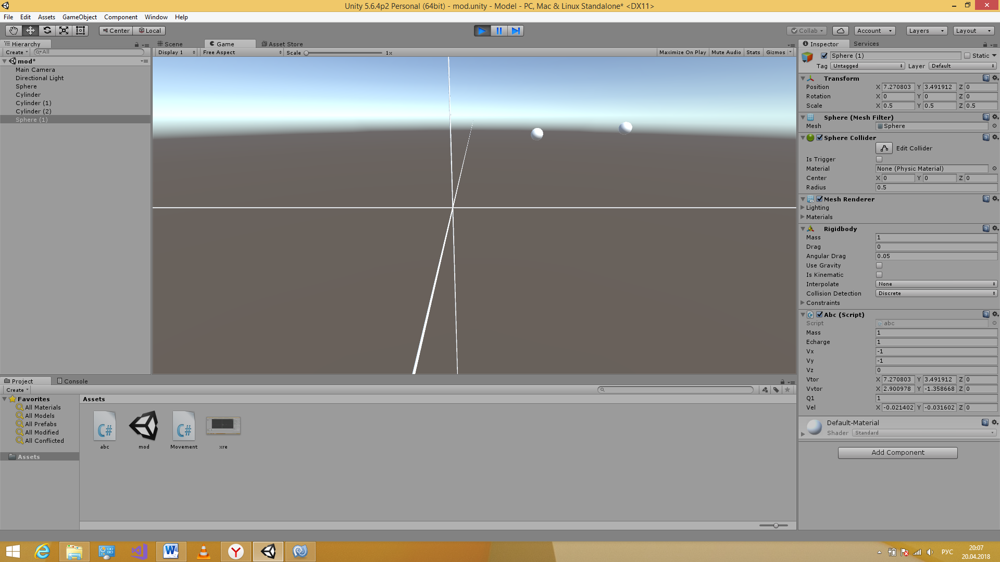 Unity 5.6.4p2 Personal (64bit) - mod.unity - Model - PC, Mac & Linux Standalone* <DX11>
File Edit Assets GameObject Component Window Help
Center Local
Collab Account Layers Layout
Hierarchy
Create All
mod*
Main Camera
Directional Light
Sphere
Cylinder
Cylinder (1)
Cylinder (2)
Sphere (1)
Scene Game Asset Store
Display 1 Free Aspect Scale 1x Maximize On Play Mute Audio Stats Gizmos
Inspector Services
Sphere (1) Static
Tag Untagged Layer Default
Transform
Position X 7.270803 Y 3.491912 Z 0
Rotation X 0 Y 0 Z 0
Scale X 0.5 Y 0.5 Z 0.5
Sphere (Mesh Filter)
Mesh Sphere
Sphere Collider
Edit Collider
Is Trigger
Material None (Physic Material)
Center X 0 Y 0 Z 0
Radius 0.5
Mesh Renderer
Lighting
Materials
Rigidbody
Mass 1
Drag 0
Angular Drag 0.05
Use Gravity
Is Kinematic
Interpolate None
Collision Detection Discrete
Constraints
Abc (Script)
Script abc
Mass 1
Echarge 1
Vx -1
Vy -1
Vz 0
Vtor X 7.270803 Y 3.491912 Z 0
Vvtor X 2.900978 Y -1.358668 Z 0
Q1 1
Vel X -0.021402 Y -0.031602 Z 0
Default-Material
Shader Standard
Add Component
Project Console
Create
Favorites
All Materials
All Models
All Prefabs
All Modified
All Conflicted
Assets
Assets
C# C#
abc mod Movement xre
РУС
20:07
20.04.2018